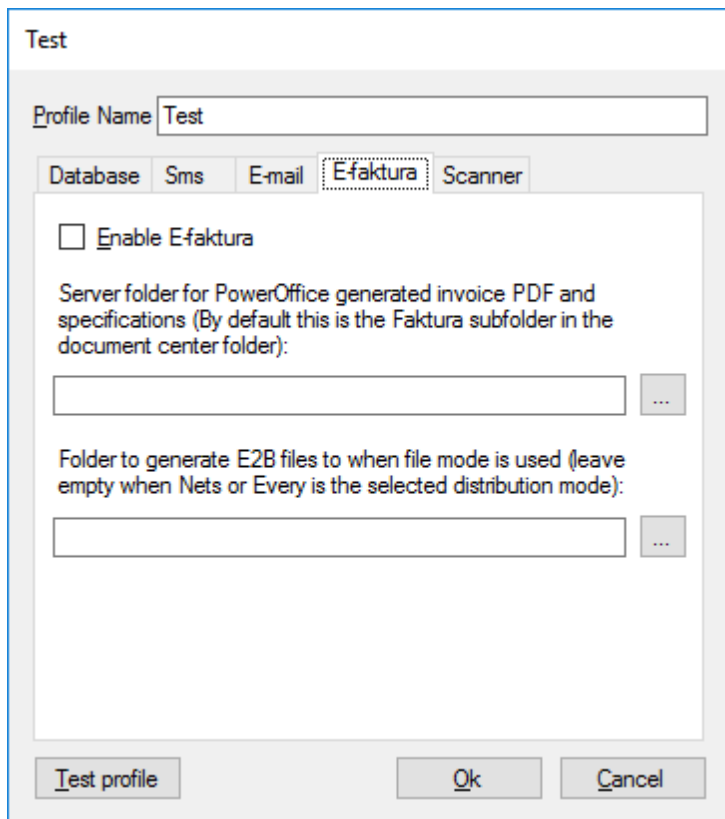 Test
Profile Name Test
Database Sms E-mail E-faktura Scanner
Enable E-faktura
Server folder for PowerOffice generated invoice PDF and
specifications (By default this is the Faktura subfolder in the
document center folder):
...
Folder to generate E2B files to when file mode is used (leave
empty when Nets or Every is the selected distribution mode):
...
Test profile Ok Cancel